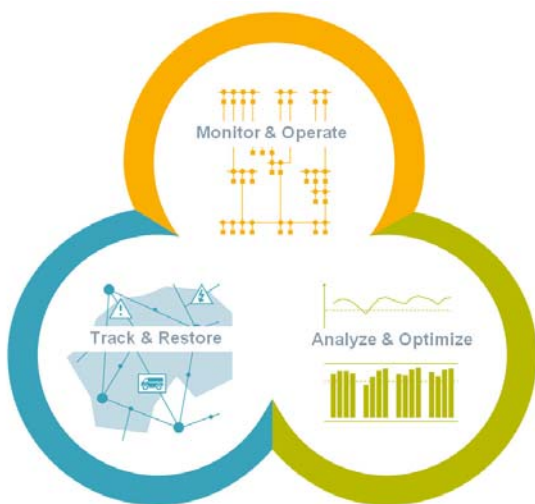 Monitor & Operate
Track & Restore
Analyze & Optimize